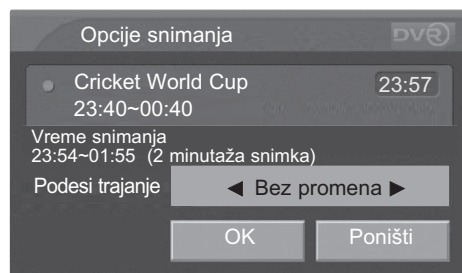 Opcije snimanja DVR
Cricket World Cup 23:57
23:40~00:40
Vreme snimanja
23:54~01:55 (2 minutaža snimka)
Podesi trajanje ◀ Bez promena ▶
OK Poništi